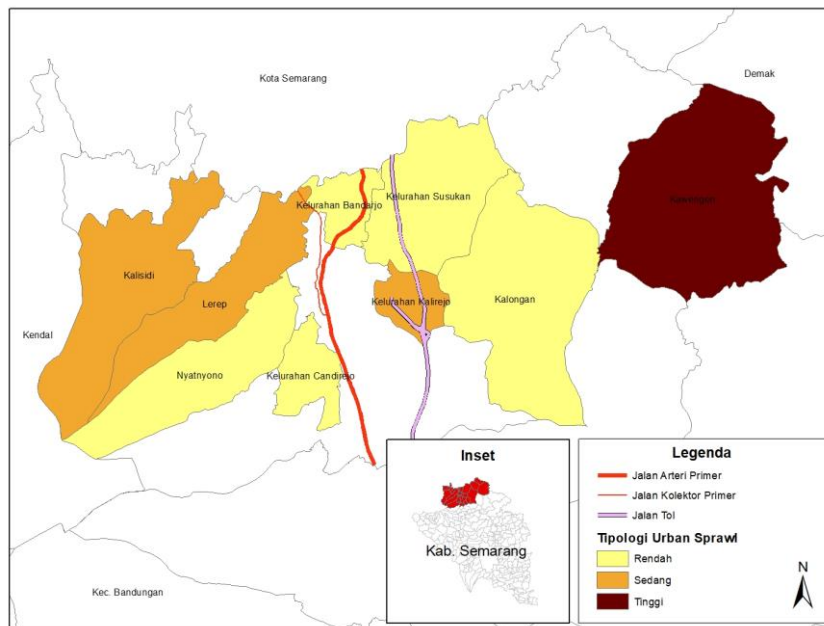 Kota Semarang
Demak
Kelurahan Susukan
Kelurahan Bandarjo
Kawengen
Kalisidi
Lerep
Kelurahan Kalirejo
Kalongan
Kendal
Nyatnyono
Kelurahan Candirejo
Kec. Bandungan
Inset
Kab. Semarang
Legenda
Jalan Arteri Primer
Jalan Kolektor Primer
Jalan Tol
Tipologi Urban Sprawl
Rendah
Sedang
Tinggi
N